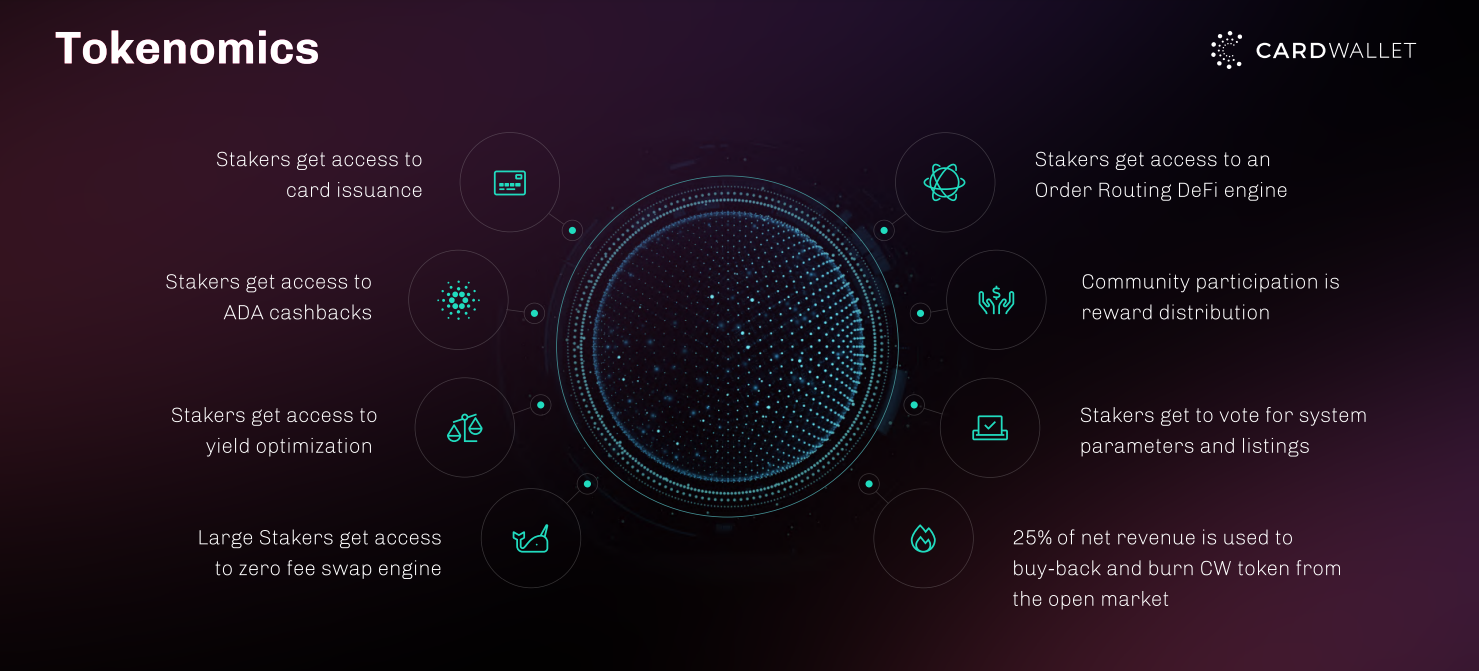 Tokenomics
CARDWALLET
Stakers get access to
card issuance
Stakers get access to
ADA cashbacks
Stakers get access to
yield optimization
Large Stakers get access
to zero fee swap engine
Stakers get access to an
Order Routing DeFi engine
Community participation is
reward distribution
Stakers get to vote for system
parameters and listings
25% of net revenue is used to
buy-back and burn CW token from
the open market